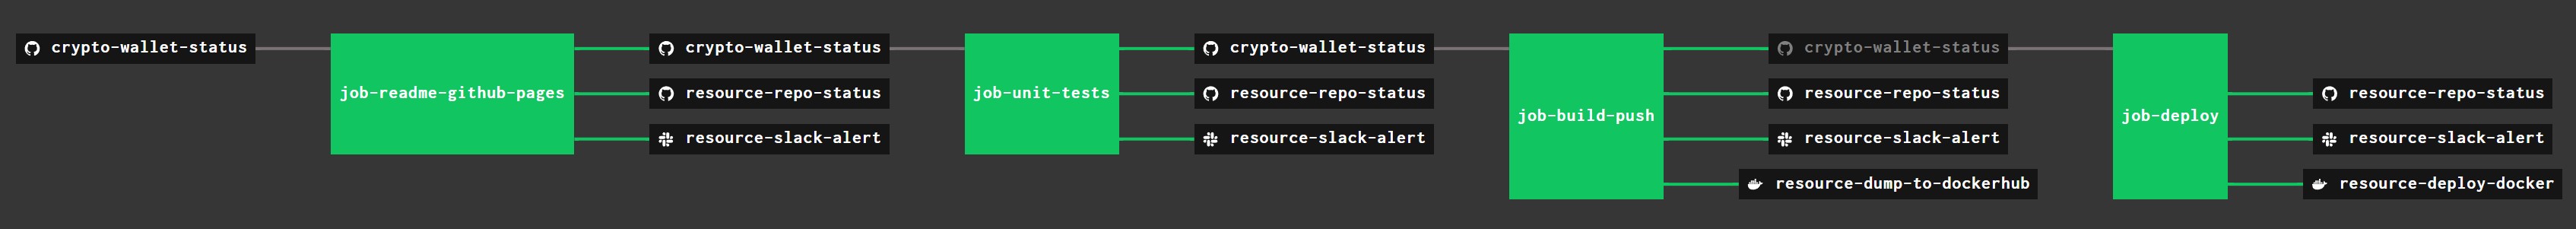 crypto-wallet-status
job-readme-github-pages
crypto-wallet-status
resource-repo-status
resource-slack-alert
job-unit-tests
crypto-wallet-status
resource-repo-status
resource-slack-alert
job-build-push
crypto-wallet-status
resource-repo-status
resource-slack-alert
resource-dump-to-dockerhub
job-deploy
resource-repo-status
resource-slack-alert
resource-deploy-docker